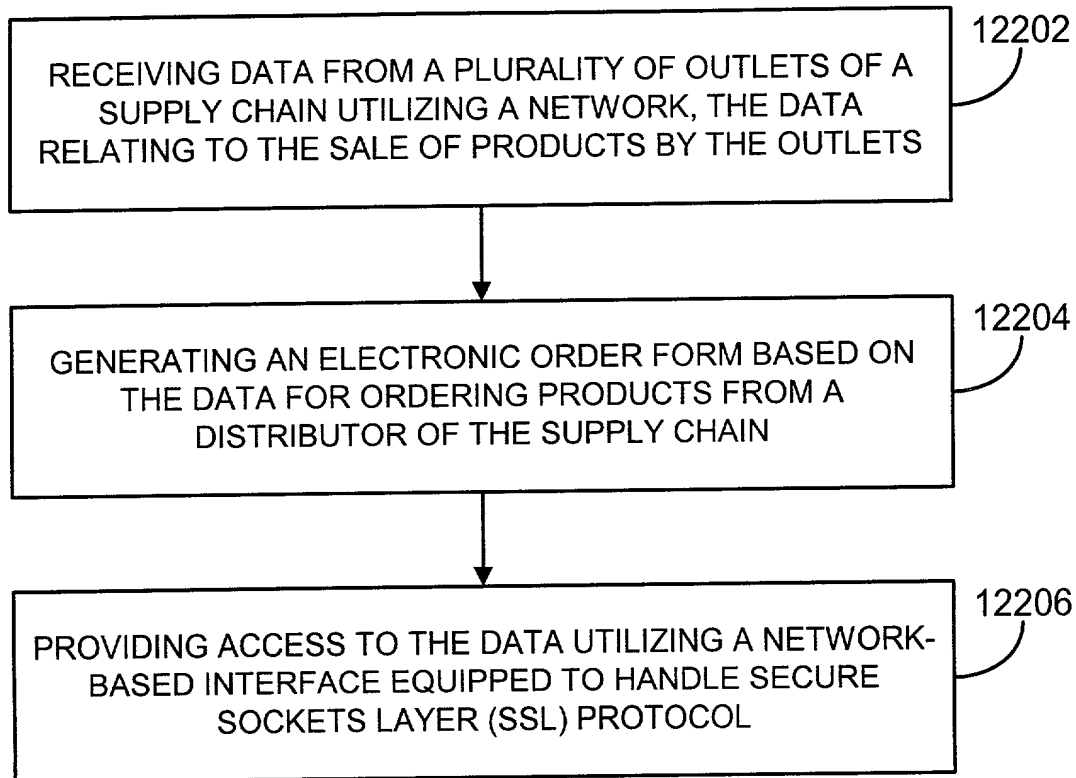 12202
RECEIVING DATA FROM A PLURALITY OF OUTLETS OF A
SUPPLY CHAIN UTILIZING A NETWORK, THE DATA
RELATING TO THE SALE OF PRODUCTS BY THE OUTLETS
12204
GENERATING AN ELECTRONIC ORDER FORM BASED ON
THE DATA FOR ORDERING PRODUCTS FROM A
DISTRIBUTOR OF THE SUPPLY CHAIN
12206
PROVIDING ACCESS TO THE DATA UTILIZING A NETWORK-
BASED INTERFACE EQUIPPED TO HANDLE SECURE
SOCKETS LAYER (SSL) PROTOCOL